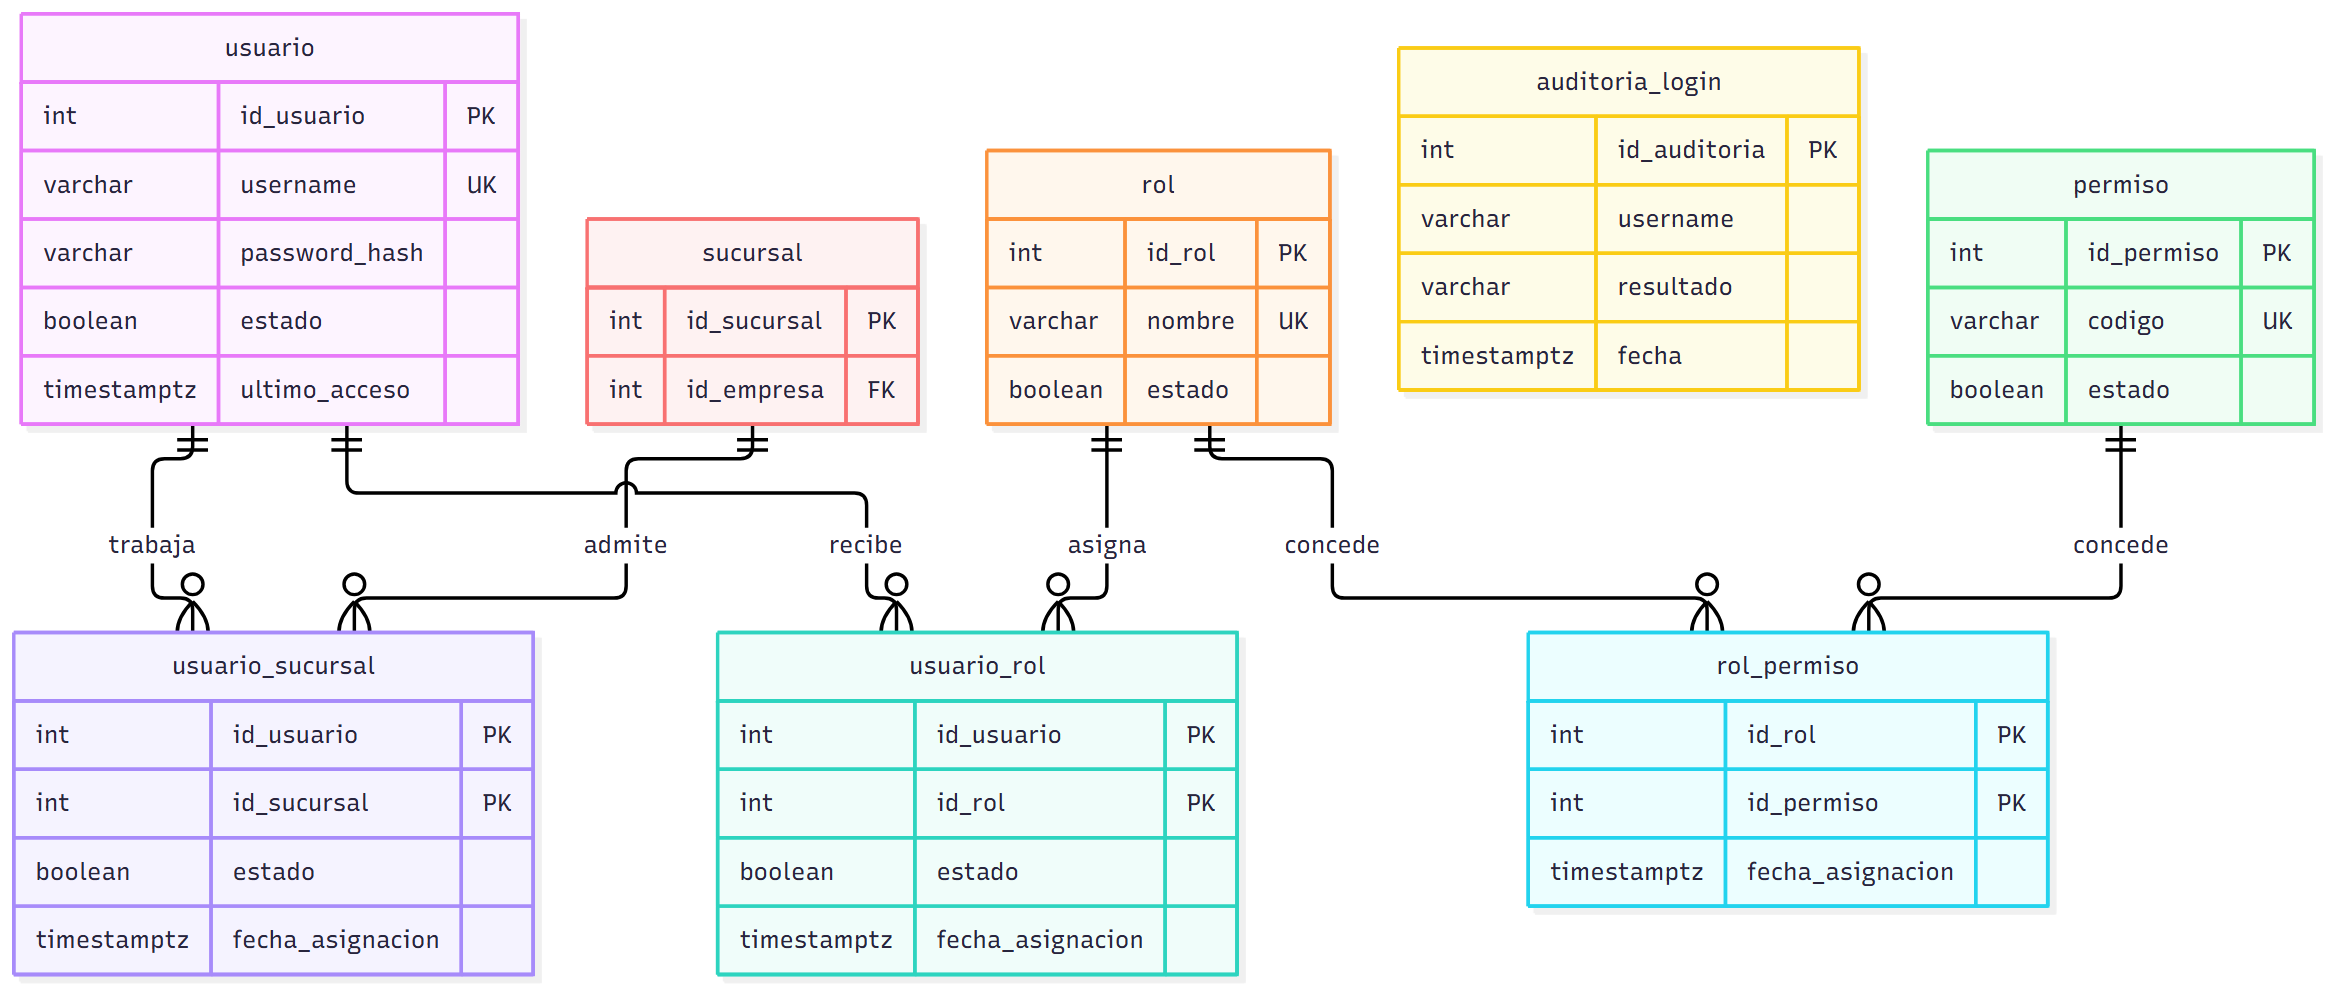 usuario
int id_usuario PK
varchar username UK
varchar password_hash
boolean estado
timestamptz ultimo_acceso
sucursal
int id_sucursal PK
int id_empresa FK
rol
int id_rol PK
varchar nombre UK
boolean estado
auditoria_login
int id_auditoria PK
varchar username
varchar resultado
timestamptz fecha
permiso
int id_permiso PK
varchar codigo UK
boolean estado
trabaja
admite
recibe
asigna
concede
concede
usuario_sucursal
int id_usuario PK
int id_sucursal PK
boolean estado
timestamptz fecha_asignacion
usuario_rol
int id_usuario PK
int id_rol PK
boolean estado
timestamptz fecha_asignacion
rol_permiso
int id_rol PK
int id_permiso PK
timestamptz fecha_asignacion